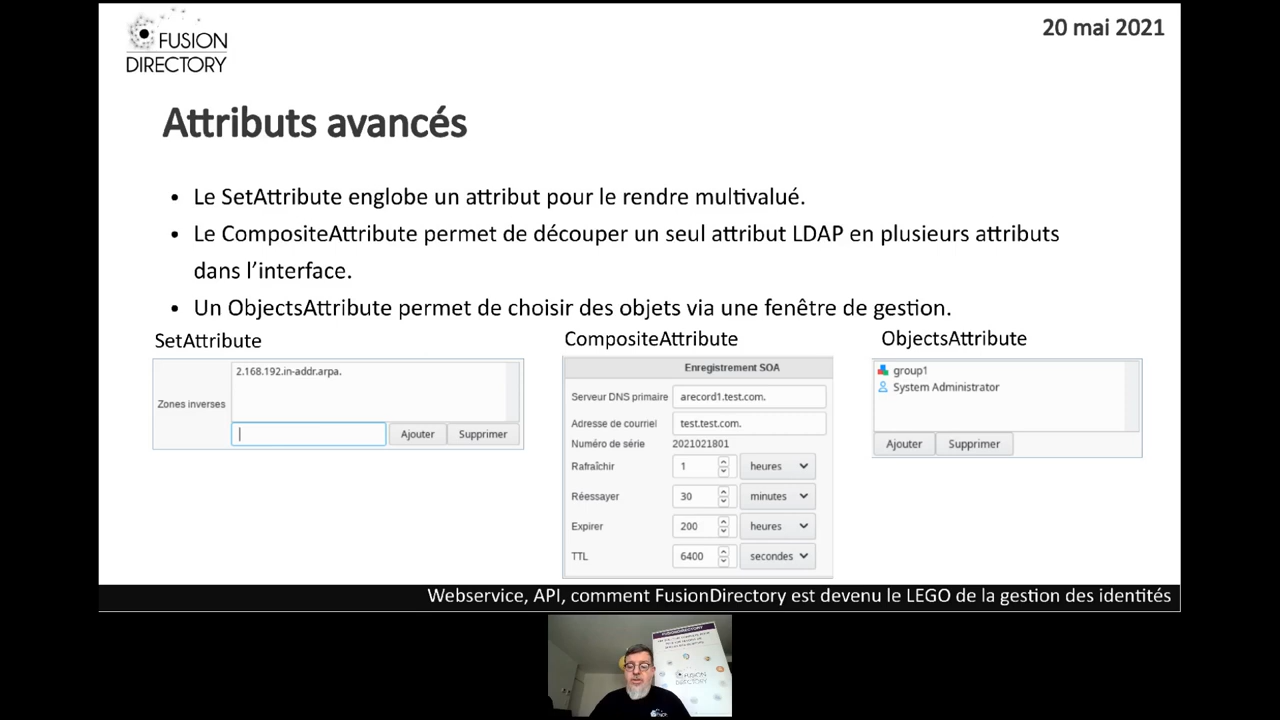 FUSION
DIRECTORY
20 mai 2021
Attributs avancés
• Le SetAttribute englobe un attribut pour le rendre multivalué.
• Le CompositeAttribute permet de découper un seul attribut LDAP en plusieurs attributs
dans l’interface.
• Un ObjectsAttribute permet de choisir des objets via une fenêtre de gestion.
SetAttribute
Zones inverses
2.168.192.in-addr.arpa.
Ajouter
Supprimer
CompositeAttribute
Enregistrement SOA
Serveur DNS primaire arecord1.test.com.
Adresse de courriel test.test.com.
Numéro de série 2021021801
Rafraîchir 1 heures
Réessayer 30 minutes
Expirer 200 heures
TTL 6400 secondes
ObjectsAttribute
group1
System Administrator
Ajouter
Supprimer
Webservice, API, comment FusionDirectory est devenu le LEGO de la gestion des identités
FUSIONDIRECTORY
FUSION
DIRECTORY